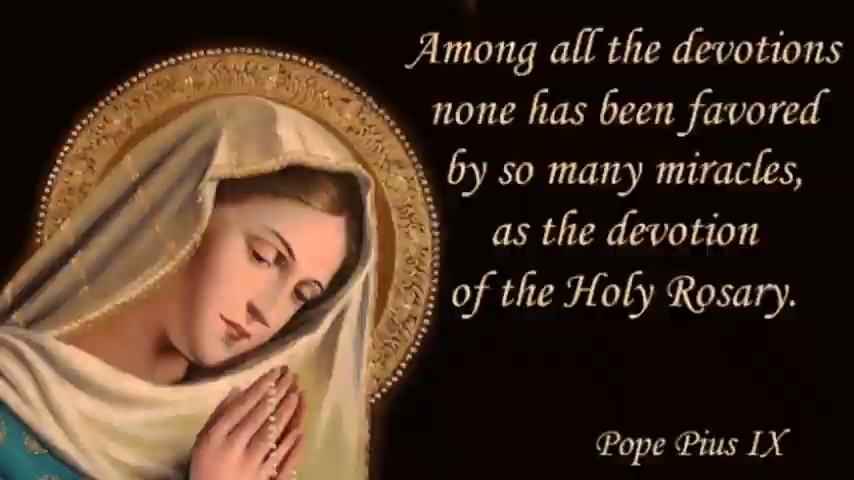 Among all the devotions
none has been favored
by so many miracles,
as the devotion
of the Holy Rosary.
Pope Pius IX